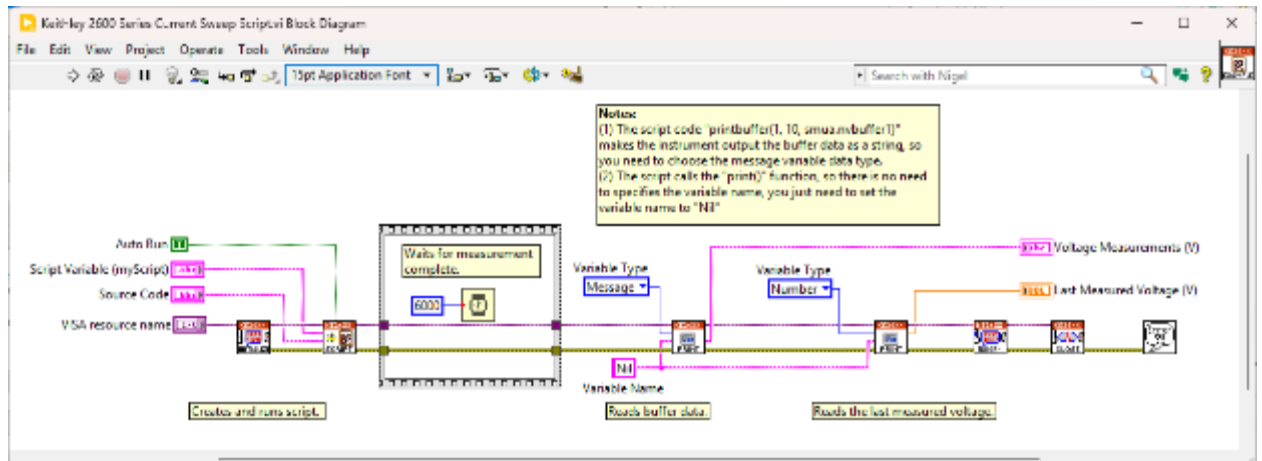 Keithley 2600 Series Current Sweep Script.vi Block Diagram
File Edit View Project Operate Tools Window Help
15pt Application Font
Search with Nigel
Notes:
(1) The script code "printbuffer(1, 10, smua.nvbuffer1)"
makes the instrument output the buffer data as a string, so
you need to choose the message variable data type.
(2) The script calls the "print()" function, so there is no need
to specifies the variable name, you just need to set the
variable name to "Nil"
Auto Run
Script Variable (myScript)
Source Code
VISA resource name
Waits for measurement
complete.
6000
Variable Type
Message
Variable Type
Number
Voltage Measurements (V)
Last Measured Voltage (V)
Nil
Variable Name
Creates and runs script.
Reads buffer data.
Reads the last measured voltage.